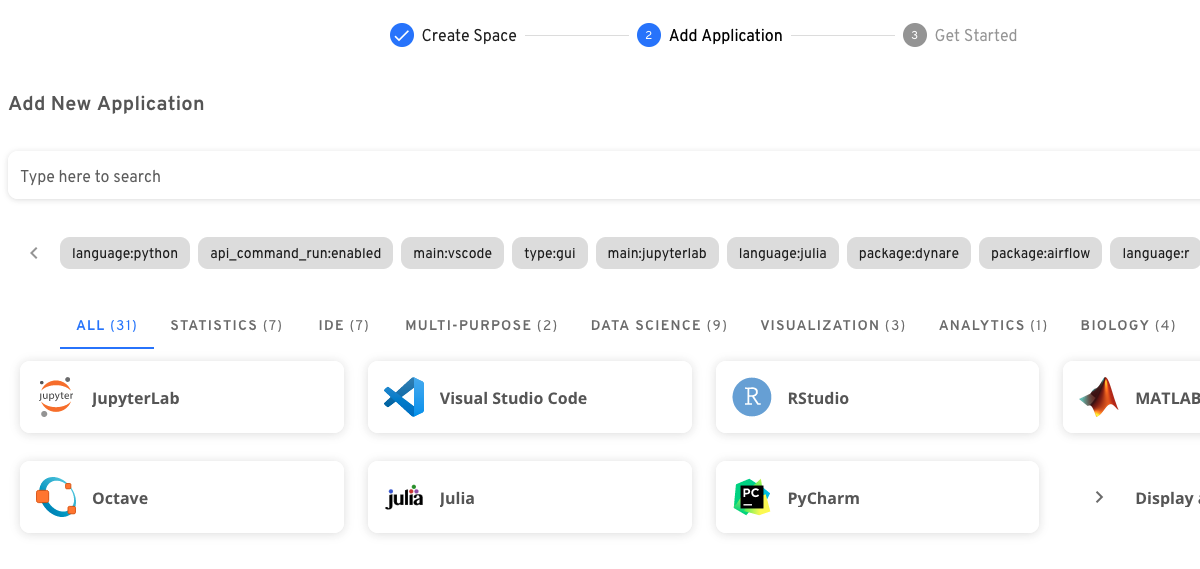 Create Space 2 Add Application 3 Get Started
Add New Application
Type here to search
language:python api_command_run:enabled main:vscode type:gui main:jupyterlab language:julia package:dynare package:airflow language:r
ALL (31) STATISTICS (7) IDE (7) MULTI-PURPOSE (2) DATA SCIENCE (9) VISUALIZATION (3) ANALYTICS (1) BIOLOGY (4)
jupyter JupyterLab Visual Studio Code R RStudio MATLAB
Octave julia Julia PC PyCharm Display